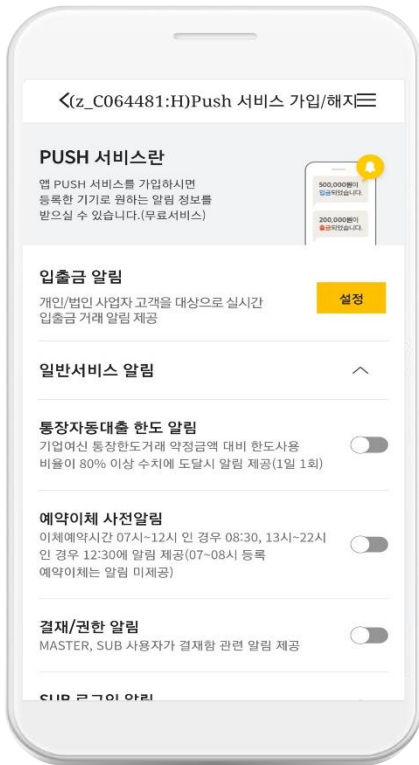 (z_C064481:H)Push 서비스 가입/해지
PUSH 서비스란
앱 PUSH 서비스를 가입하시면
등록한 기기로 원하는 알림 정보를
받으실 수 있습니다.(무료서비스)
500,000원이
입금되었습니다.
200,000원이
출금되었습니다.
입출금 알림
개인/법인 사업자 고객을 대상으로 실시간
입출금 거래 알림 제공
설정
일반서비스 알림
통장자동대출 한도 알림
기업여신 통장한도거래 약정금액 대비 한도사용
비율이 80% 이상 수치에 도달시 알림 제공(1일 1회)
예약이체 사전알림
이체예약시간 07시~12시 인 경우 08:30, 13시~22시
인 경우 12:30에 알림 제공(07~08시 등록
예약이체는 알림 미제공)
결재/권한 알림
MASTER, SUB 사용자가 결재함 관련 알림 제공
SUB 로그인 알림